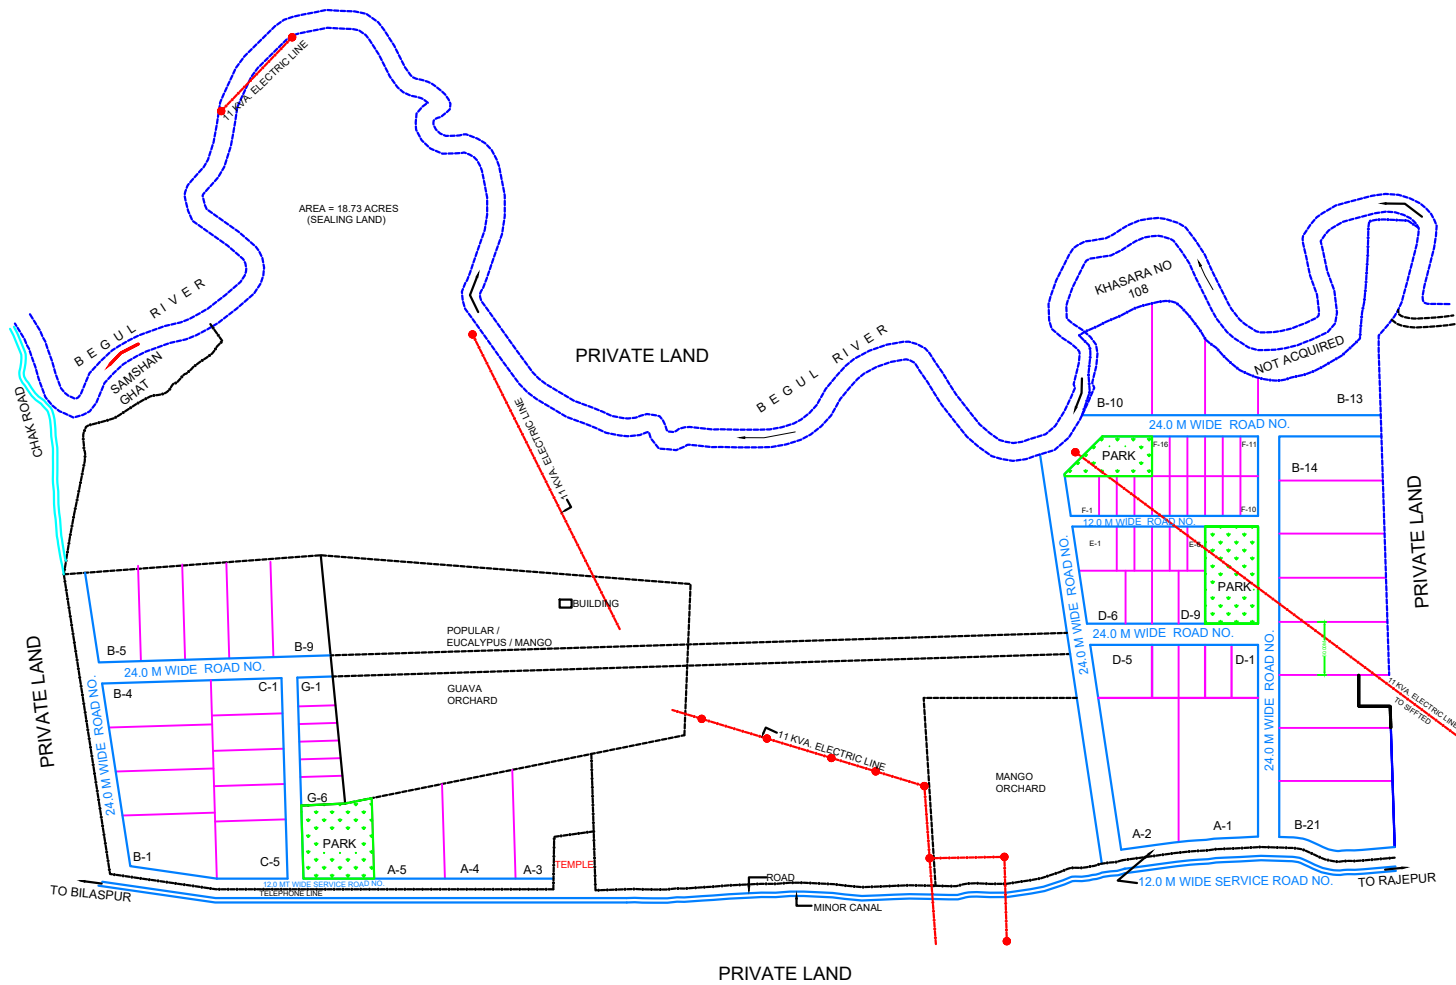 11 KVA. ELECTRIC LINE
AREA = 18.73 ACRES
(SEALING LAND)
BEGUL RIVER
SAMSHAN
GHAT
CHAK ROAD
PRIVATE LAND
BEGUL RIVER
11 KVA. ELECTRIC LINE
KHASARA NO
108
NOT ACQUIRED
B-10
B-13
24.0 M WIDE ROAD NO.
PARK
F-16
F-11
B-14
F-1
F-10
12.0 M WIDE ROAD NO.
E-1
E-6
PARK
D-6
D-9
24.0 M WIDE ROAD NO.
24.0 M WIDE ROAD NO.
24.0 M WIDE ROAD NO.
D-5
D-1
PRIVATE LAND
11 KVA. ELECTRIC LINE
TO SIFFTED
A-2
A-1
B-21
12.0 M WIDE SERVICE ROAD NO.
TO RAJEPUR
BUILDING
POPULAR /
EUCALYPUS / MANGO
GUAVA
ORCHARD
11 KVA. ELECTRIC LINE
MANGO
ORCHARD
B-5
B-9
24.0 M WIDE ROAD NO.
B-4
C-1
G-1
PRIVATE LAND
24.0 M WIDE ROAD NO.
G-6
PARK
B-1
C-5
A-5
A-4
A-3
TEMPLE
12.0 MT WIDE SERVICE ROAD NO.
TELEPHONE LINE
TO BILASPUR
ROAD
MINOR CANAL
PRIVATE LAND